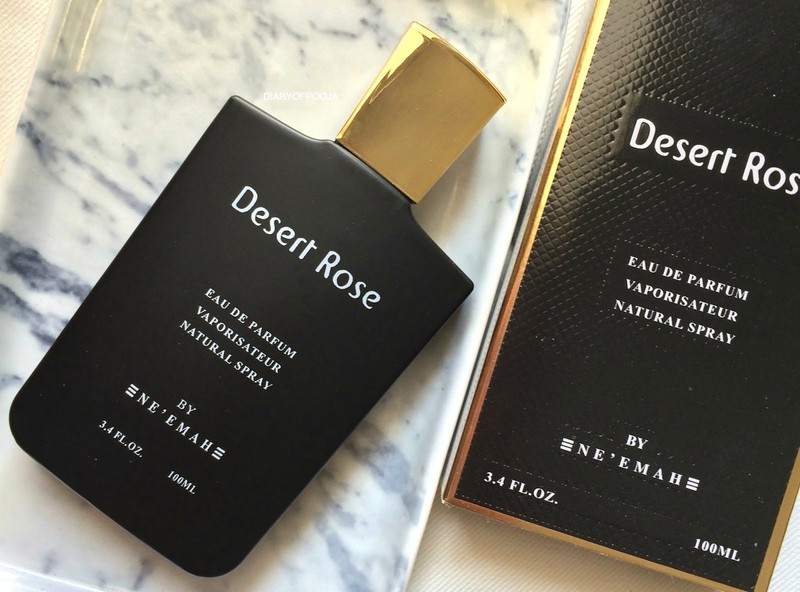 DIARYOFPOOJA
Desert Rose
EAU DE PARFUM
VAPORISATEUR
NATURAL SPRAY
BY
NE'EMAH
3.4 FL.OZ.
100ML
Desert Ros
EAU DE PARFUM
VAPORISATEUR
NATURAL SPRAY
BY
NE'EMAH
3.4 FL.OZ.
100ML